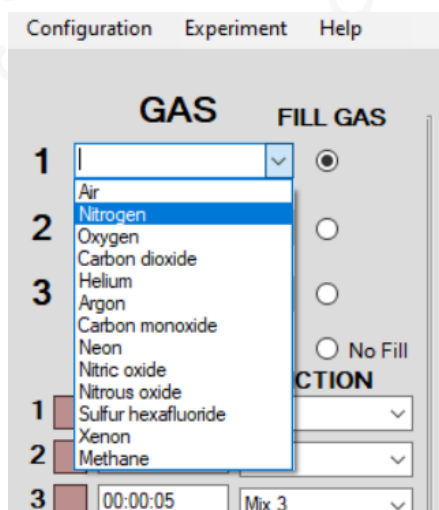 Configuration Experiment Help
GAS FILL GAS
1
Air
Nitrogen
2
Oxygen
Carbon dioxide
Helium
3
Argon
Carbon monoxide
Neon
No Fill
Nitric oxide
CTION
Nitrous oxide
1 Sulfur hexafluoride
Xenon
2 Methane
3 00:00:05 Mix 3